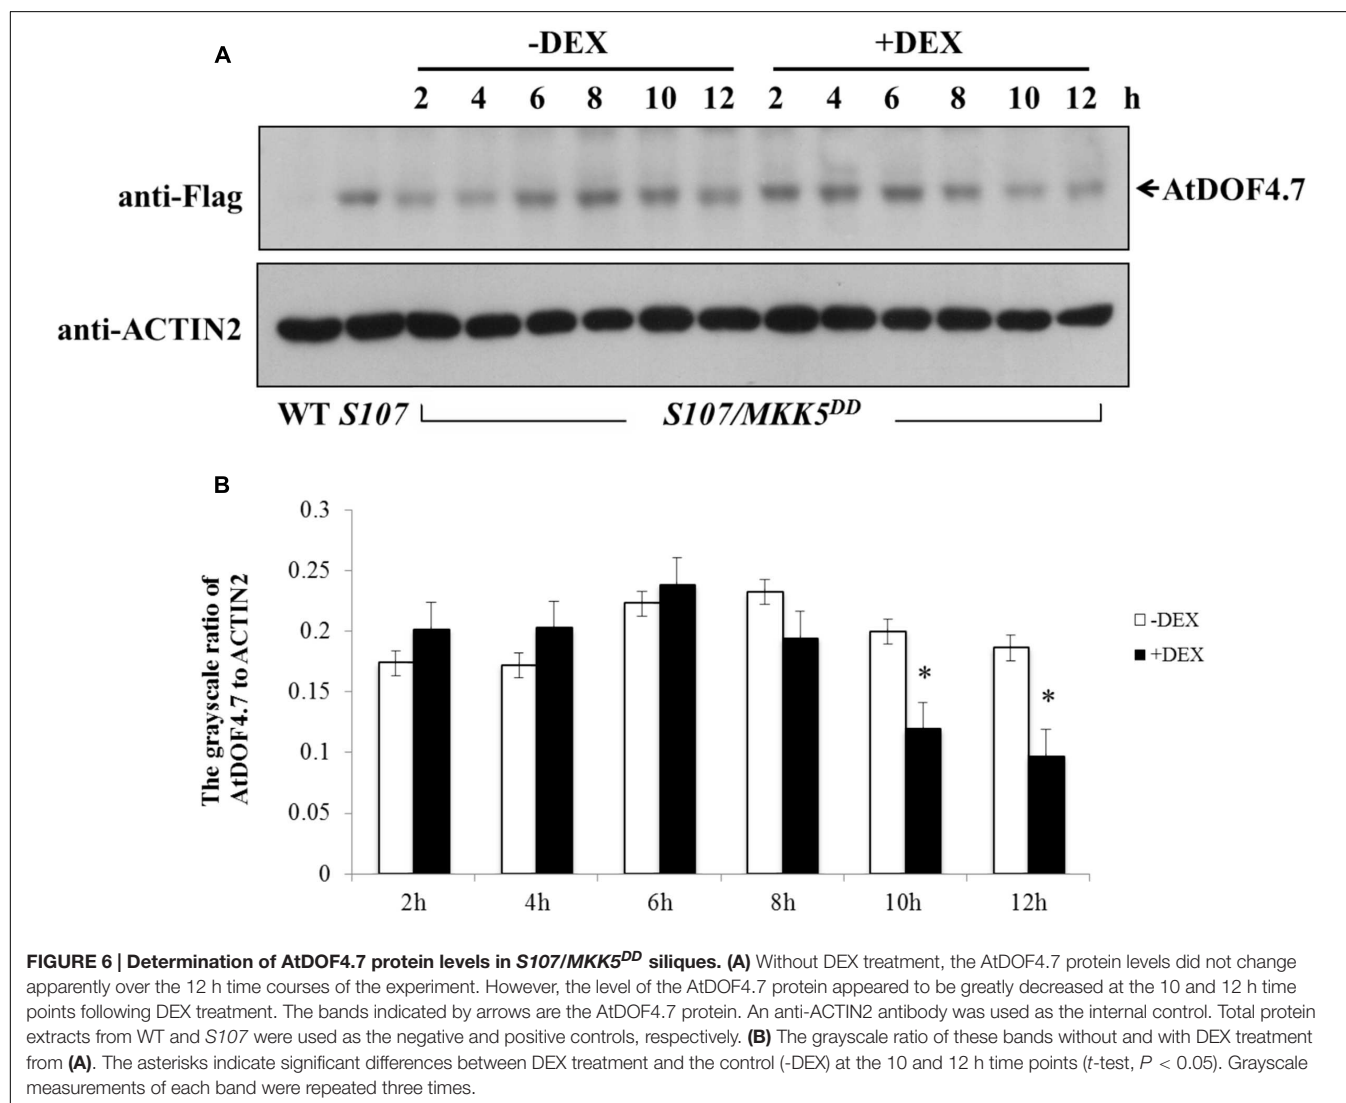 A
-DEX +DEX
2 4 6 8 10 12 2 4 6 8 10 12 h
anti-Flag
AtDOF4.7
anti-ACTIN2
WT S107 S107/MKK5DD
B
The grayscale ratio of
AtDOF4.7 to ACTIN2
0.3
0.25
0.2
0.15
0.1
0.05
0
* *
-DEX
+DEX
2h 4h 6h 8h 10h 12h
FIGURE 6 | Determination of AtDOF4.7 protein levels in S107/MKK5DD siliques. (A) Without DEX treatment, the AtDOF4.7 protein levels did not change
apparently over the 12 h time courses of the experiment. However, the level of the AtDOF4.7 protein appeared to be greatly decreased at the 10 and 12 h time
points following DEX treatment. The bands indicated by arrows are the AtDOF4.7 protein. An anti-ACTIN2 antibody was used as the internal control. Total protein
extracts from WT and S107 were used as the negative and positive controls, respectively. (B) The grayscale ratio of these bands without and with DEX treatment
from (A). The asterisks indicate significant differences between DEX treatment and the control (-DEX) at the 10 and 12 h time points (t-test, P < 0.05). Grayscale
measurements of each band were repeated three times.